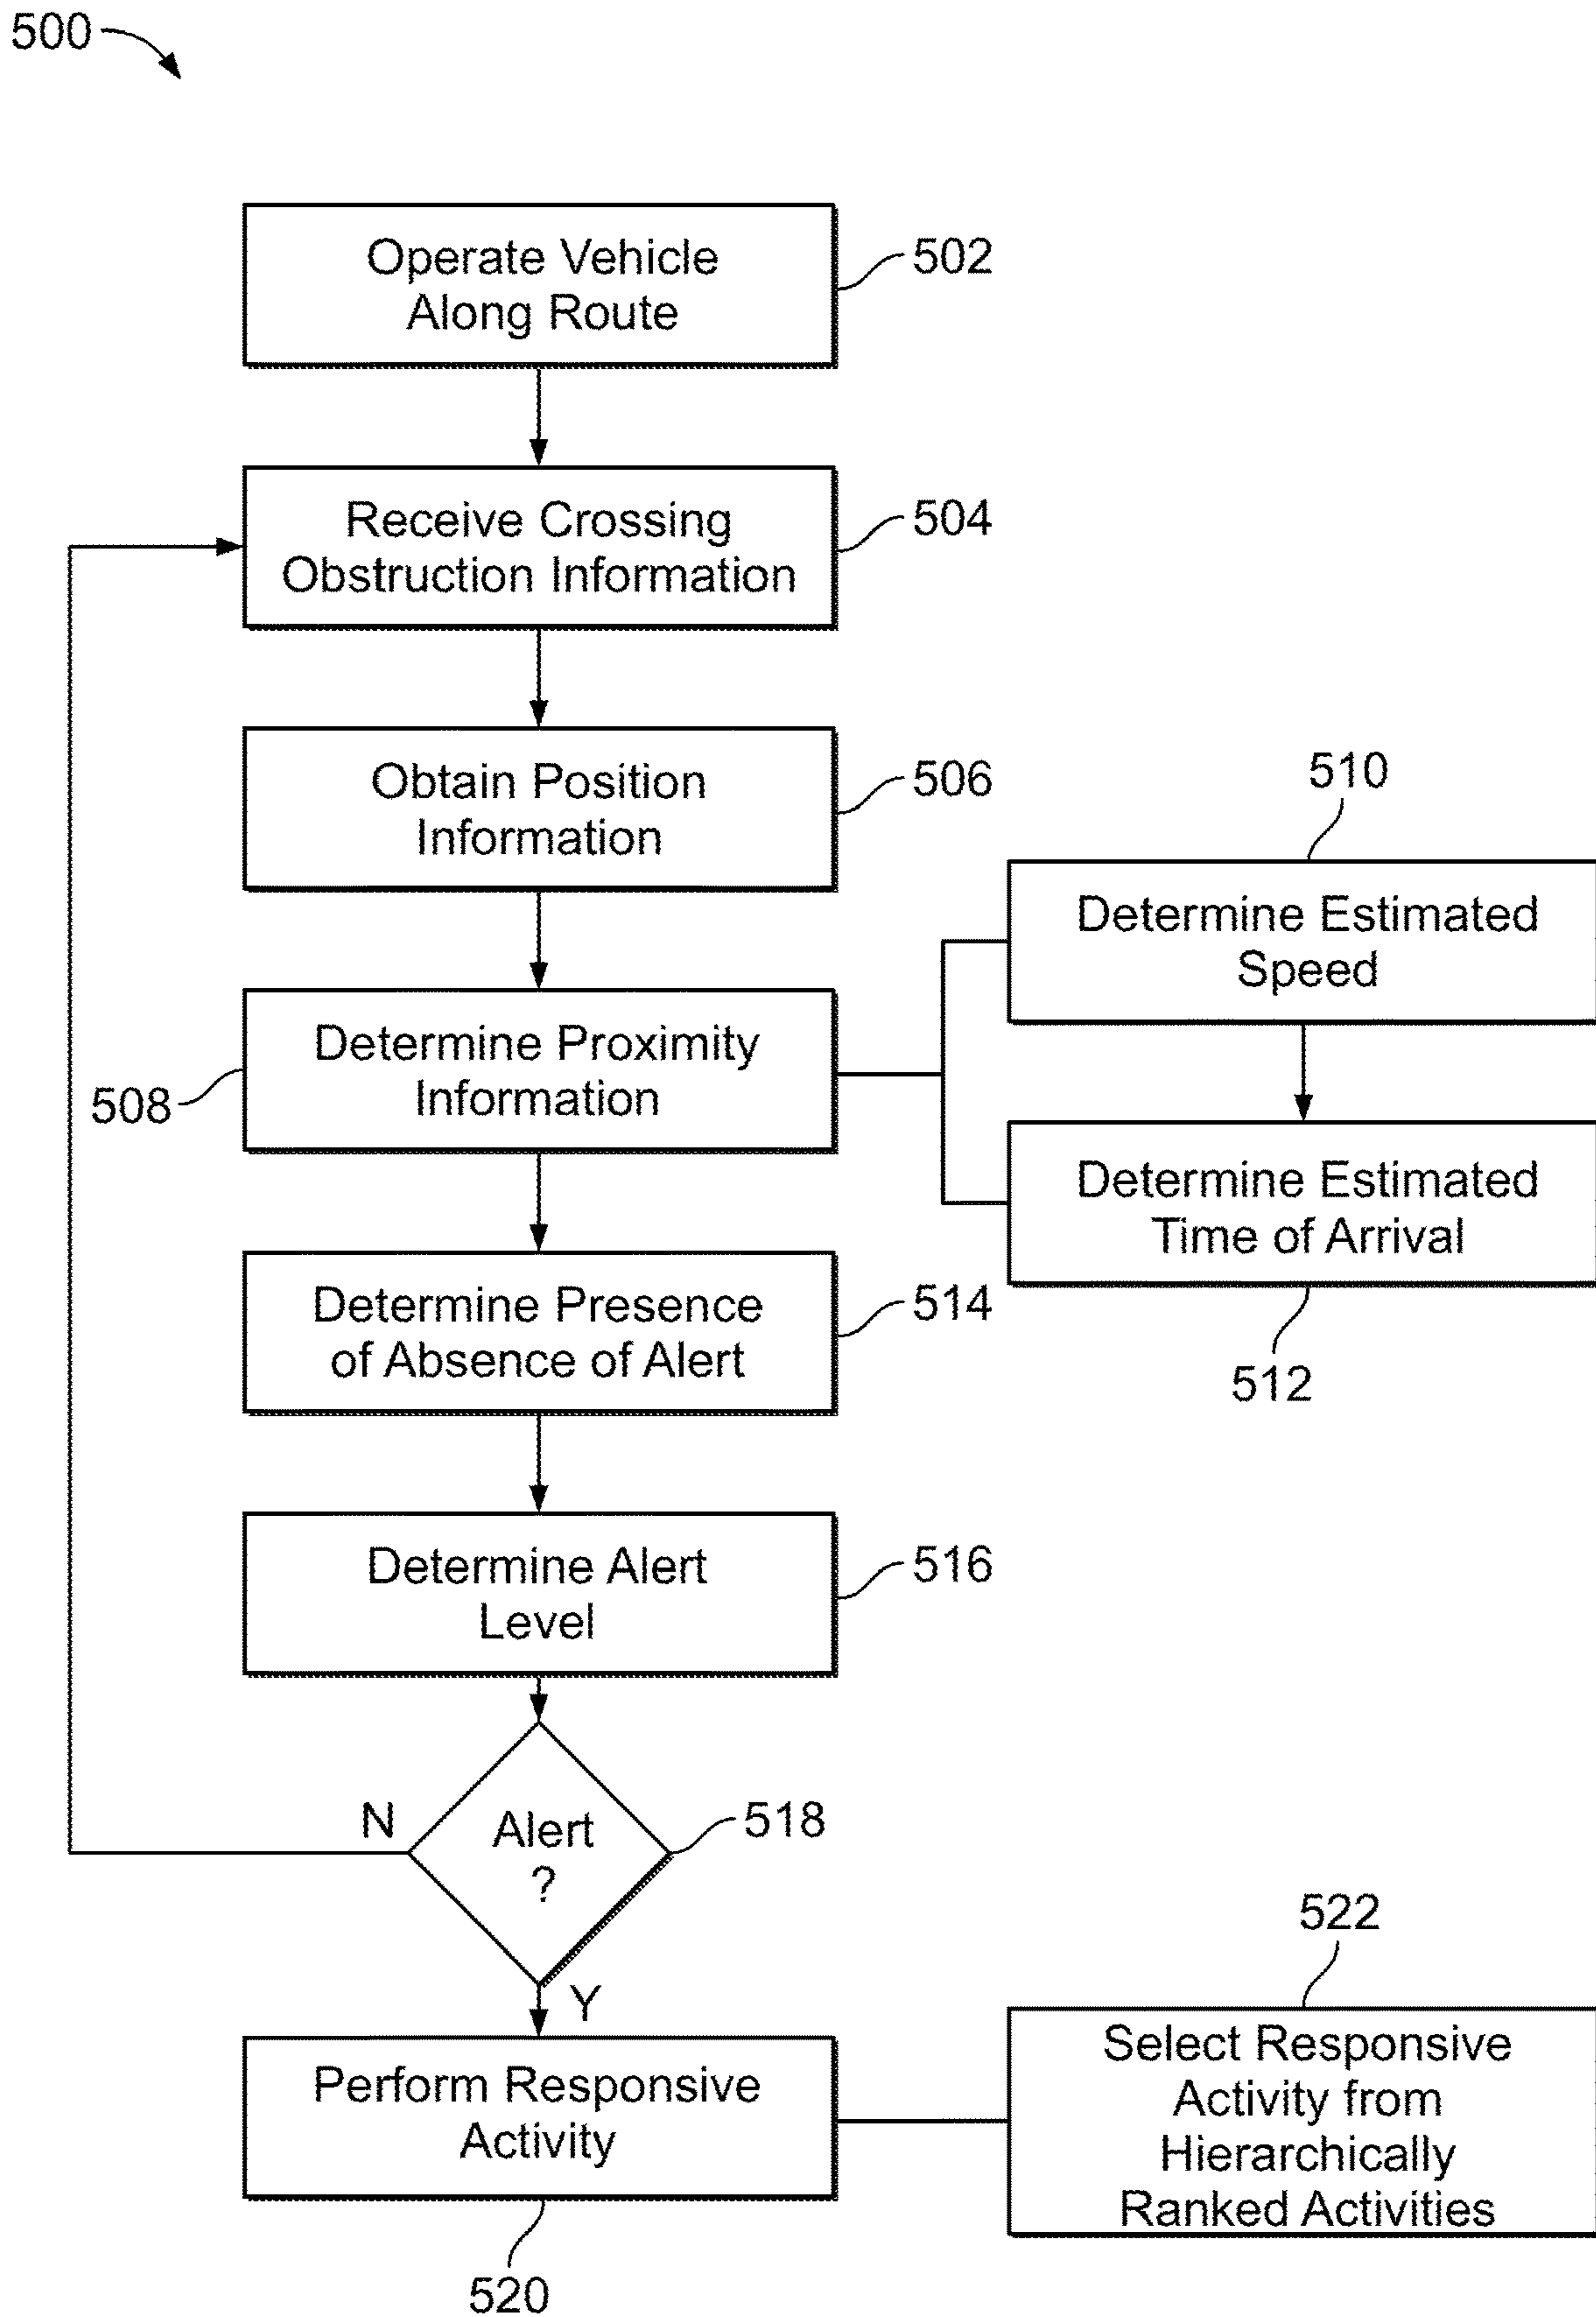 500
Operate Vehicle
Along Route
502
Receive Crossing
Obstruction Information
504
Obtain Position
Information
506
Determine Proximity
Information
508
510
Determine Estimated
Speed
Determine Estimated
Time of Arrival
512
Determine Presence
of Absence of Alert
514
Determine Alert
Level
516
Alert
?
518
N
Y
Perform Responsive
Activity
520
522
Select Responsive
Activity from
Hierarchically
Ranked Activities